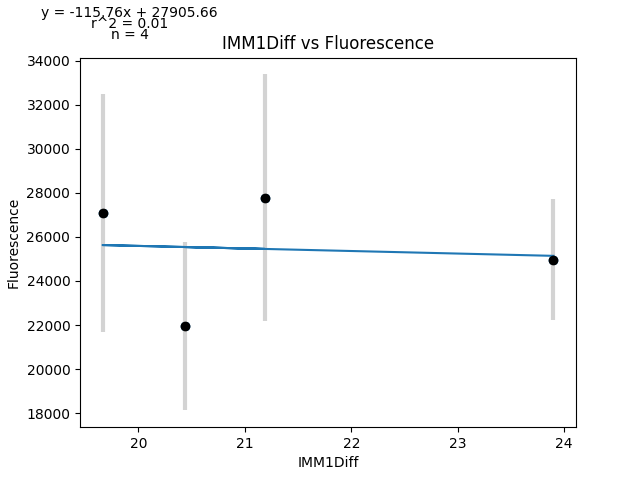 y = -115.76x + 27905.66
r^2 = 0.01
n = 4
IMM1Diff vs Fluorescence
34000
32000
30000
28000
26000
24000
22000
20000
18000
Fluorescence
20
21
22
23
24
IMM1Diff